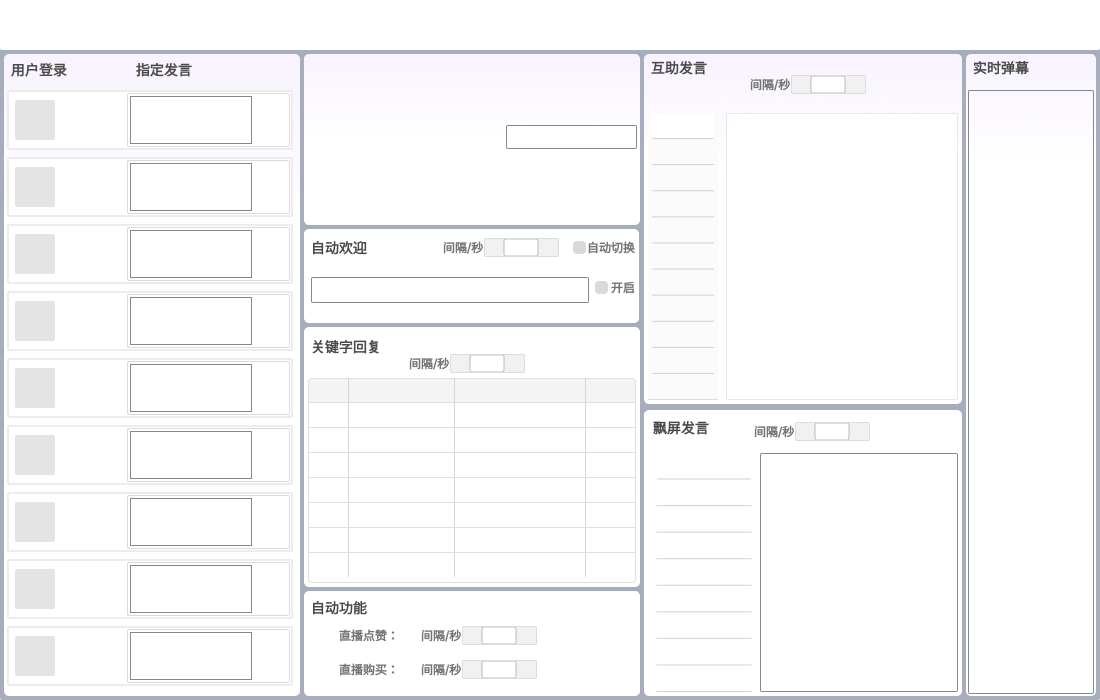 用户登录
指定发言
自动欢迎
间隔/秒
自动切换
开启
关键字回复
间隔/秒
自动功能
直播点赞：
间隔/秒
直播购买：
间隔/秒
互助发言
间隔/秒
飘屏发言
间隔/秒
实时弹幕